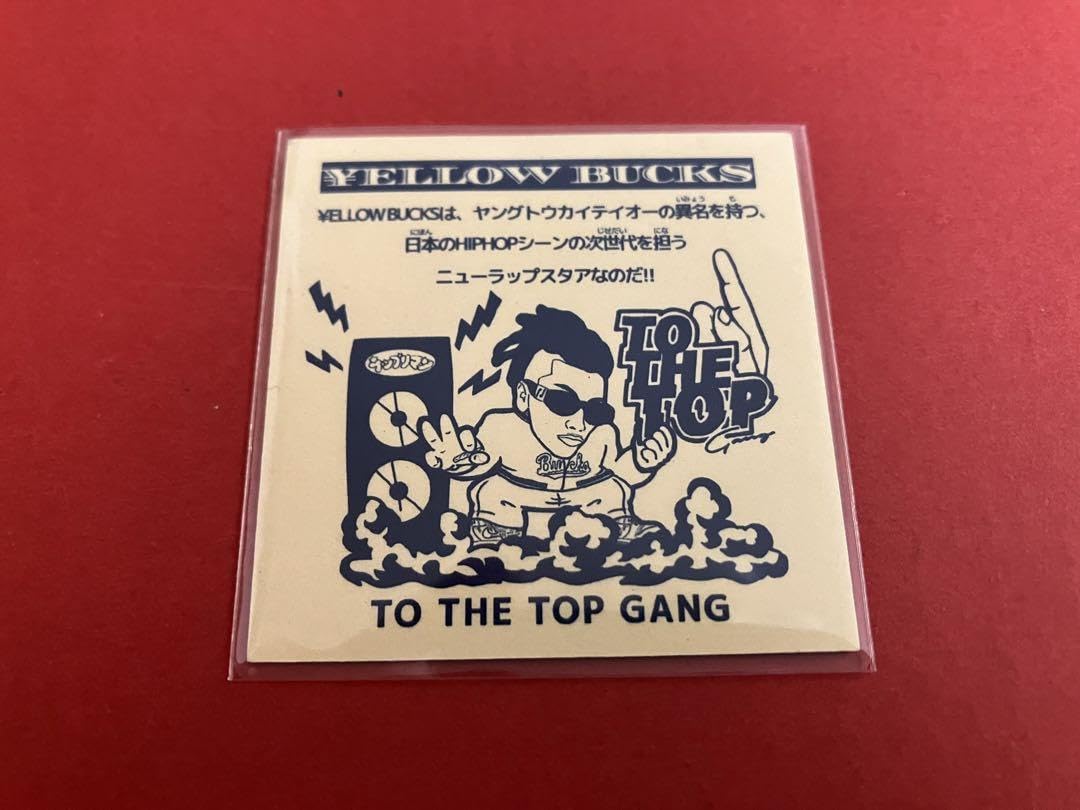 ¥ELLOW BUCKS
¥ELLOW BUCKSは、ヤングトウカイテイオーの異名を持つ、
日本のHIPHOPシーンの次世代を担う
ニューラップスタアなのだ!!
TO
THE
TOP
Gang
Bucks
TO THE TOP GANG